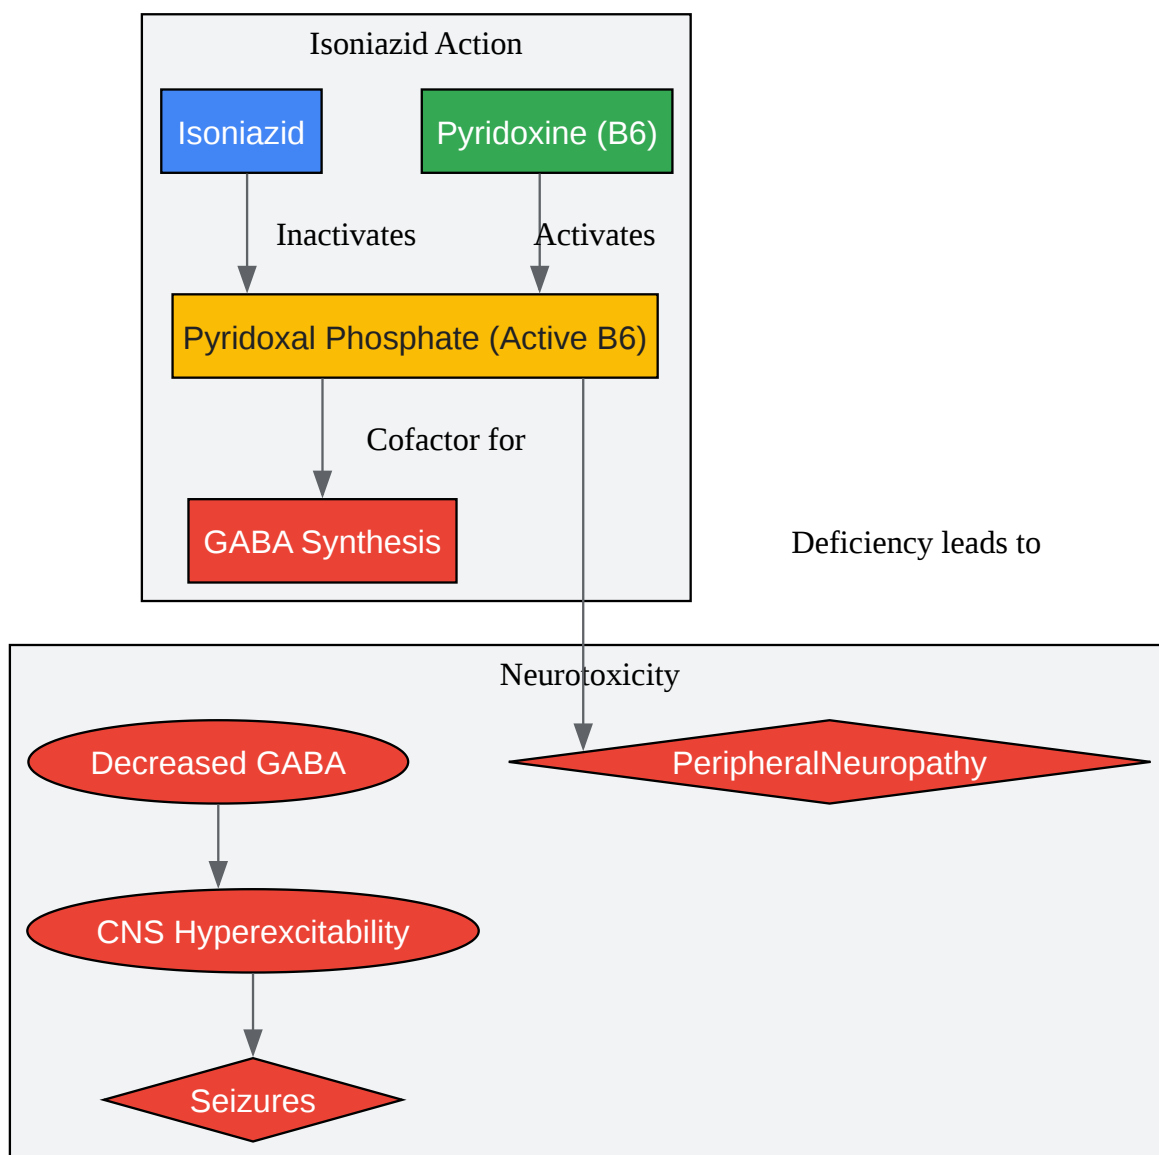 Isoniazid Action
Isoniazid
Pyridoxine (B6)
Inactivates
Activates
Pyridoxal Phosphate (Active B6)
Cofactor for
GABA Synthesis
Deficiency leads to
Neurotoxicity
Decreased GABA
PeripheralNeuropathy
CNS Hyperexcitability
Seizures